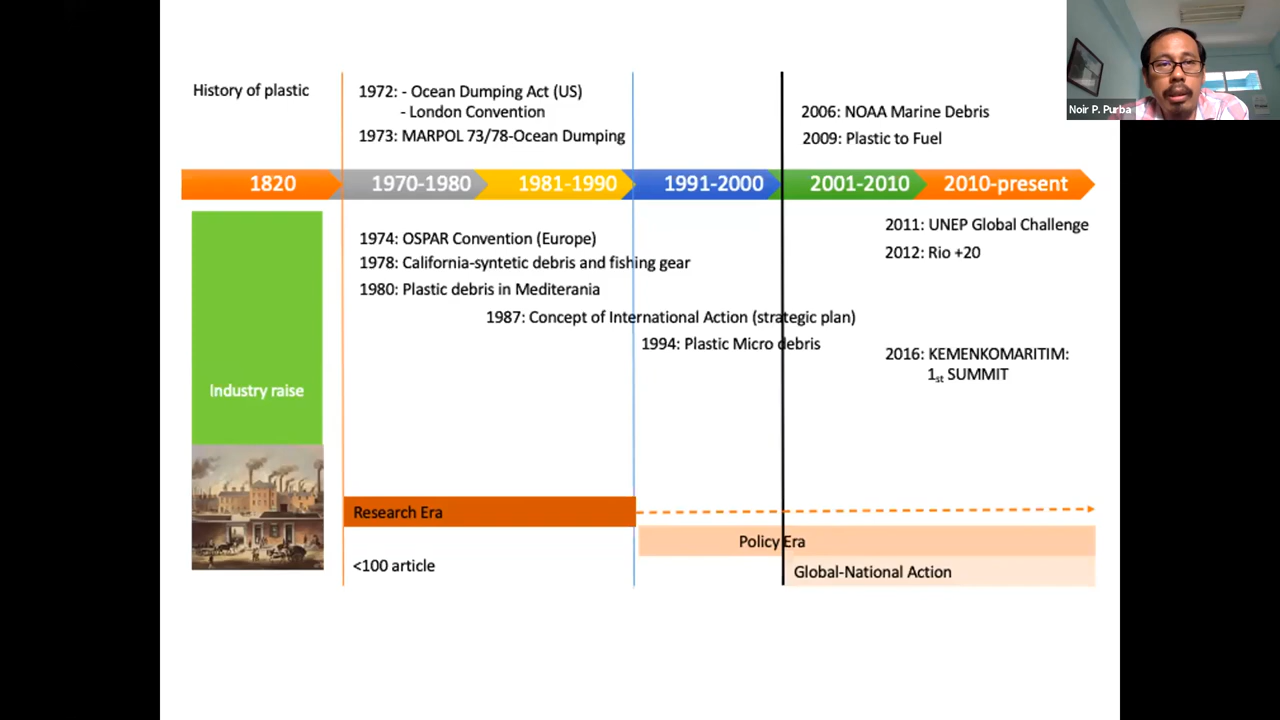 History of plastic
1972: - Ocean Dumping Act (US)
- London Convention
1973: MARPOL 73/78-Ocean Dumping
2006: NOAA Marine Debris
2009: Plastic to Fuel
Noir P. Purba
1820
1970-1980
1981-1990
1991-2000
2001-2010
2010-present
1974: OSPAR Convention (Europe)
1978: California-syntetic debris and fishing gear
1980: Plastic debris in Mediterania
1987: Concept of International Action (strategic plan)
1994: Plastic Micro debris
2011: UNEP Global Challenge
2012: Rio +20
2016: KEMENKOMARITIM:
1st SUMMIT
Industry raise
Research Era
Policy Era
<100 article
Global-National Action